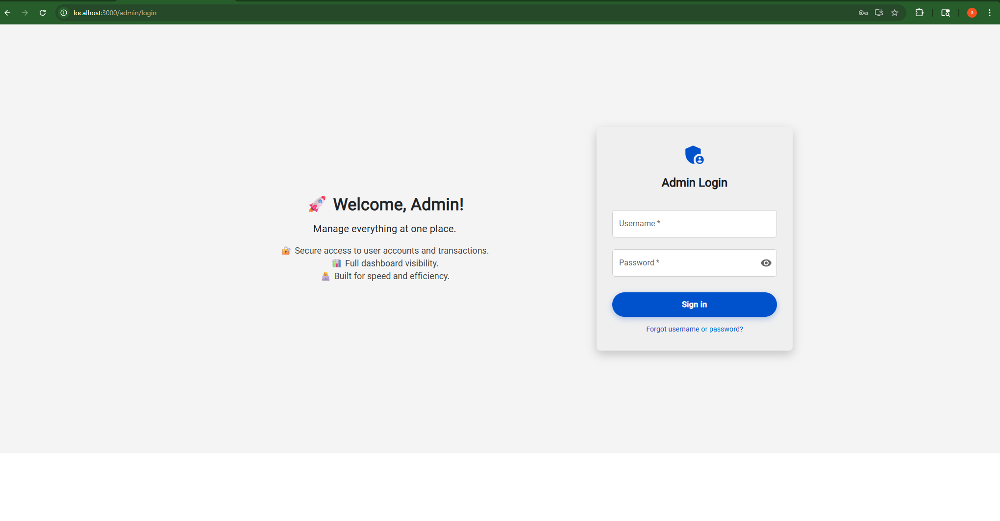 localhost:3000/admin/login
a
Welcome, Admin!
Manage everything at one place.
Secure access to user accounts and transactions.
Full dashboard visibility.
Built for speed and efficiency.
Admin Login
Username *
Password *
Sign in
Forgot username or password?